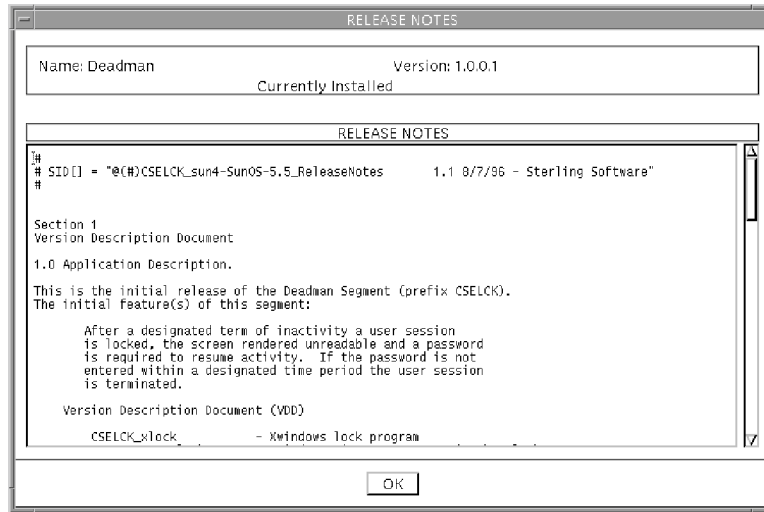 RELEASE NOTES
Name: Deadman Version: 1.0.0.1
Currently Installed
RELEASE NOTES
#
# SID[] = "@(#)CSELCK_sun4-SunOS-5.5_ReleaseNotes 1.1 8/7/96 - Sterling Software"
#
Section 1
Version Description Document
1.0 Application Description.
This is the initial release of the Deadman Segment (prefix CSELCK).
The initial feature(s) of this segment:
After a designated term of inactivity a user session
is locked, the screen rendered unreadable and a password
is required to resume activity. If the password is not
entered within a designated time period the user session
is terminated.
Version Description Document (VDD)
CSELCK_xlock - Xwindows lock program
OK